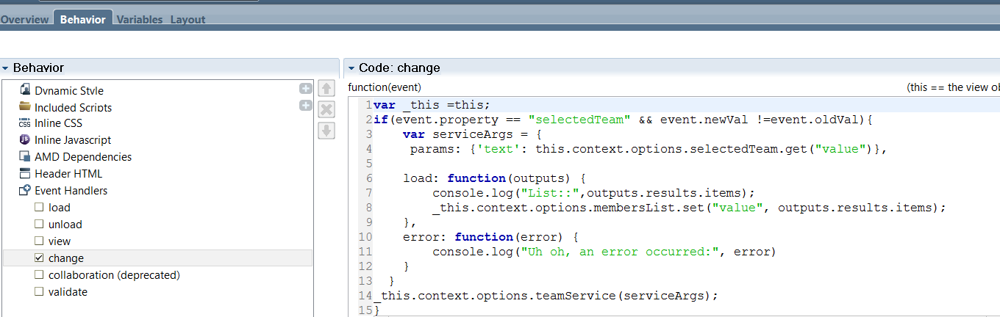 Overview Behavior Variables Layout
Behavior
Dynamic Style
Included Scripts
Inline CSS
Inline Javascript
AMD Dependencies
Header HTML
Event Handlers
load
unload
view
change
collaboration (deprecated)
validate
Code: change
function(event) (this == the view ob
1 var _this =this;
2 if(event.property == "selectedTeam" && event.newVal !=event.oldVal){
3 var serviceArgs = {
4 params: {'text': this.context.options.selectedTeam.get("value")},
5
6 load: function(outputs) {
7 console.log("List::",outputs.results.items);
8 _this.context.options.membersList.set("value", outputs.results.items);
9 },
10 error: function(error) {
11 console.log("Uh oh, an error occurred:", error)
12 }
13 }
14 _this.context.options.teamService(serviceArgs);
15 }